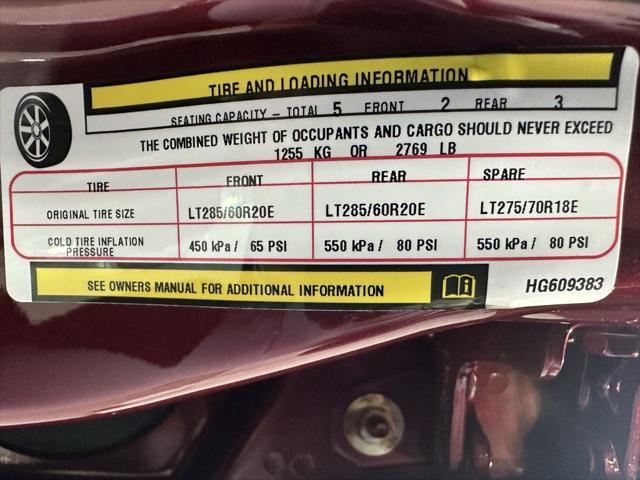 TIRE AND LOADING INFORMATION
SEATING CAPACITY – TOTAL 5 FRONT 2 REAR 3
THE COMBINED WEIGHT OF OCCUPANTS AND CARGO SHOULD NEVER EXCEED
1255 KG OR 2769 LB
TIRE FRONT REAR SPARE
ORIGINAL TIRE SIZE LT285/60R20E LT285/60R20E LT275/70R18E
COLD TIRE INFLATION PRESSURE 450 kPa / 65 PSI 550 kPa / 80 PSI 550 kPa / 80 PSI
SEE OWNERS MANUAL FOR ADDITIONAL INFORMATION
HG609383